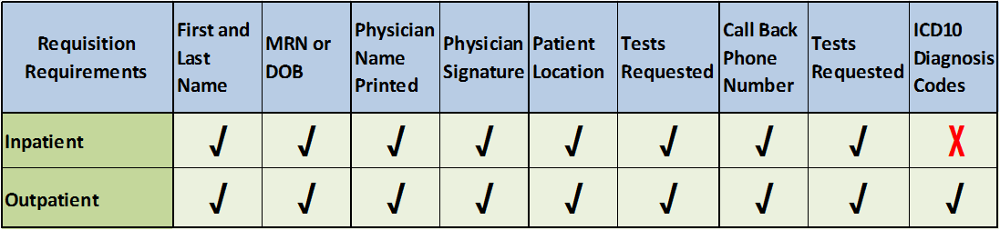 Requisition Requirements | First and Last Name | MRN or DOB | Physician Name Printed | Physician Signature | Patient Location | Tests Requested | Call Back Phone Number | Tests Requested | ICD10 Diagnosis Codes
Inpatient | √ | √ | √ | √ | √ | √ | √ | √ | X
Outpatient | √ | √ | √ | √ | √ | √ | √ | √ | √